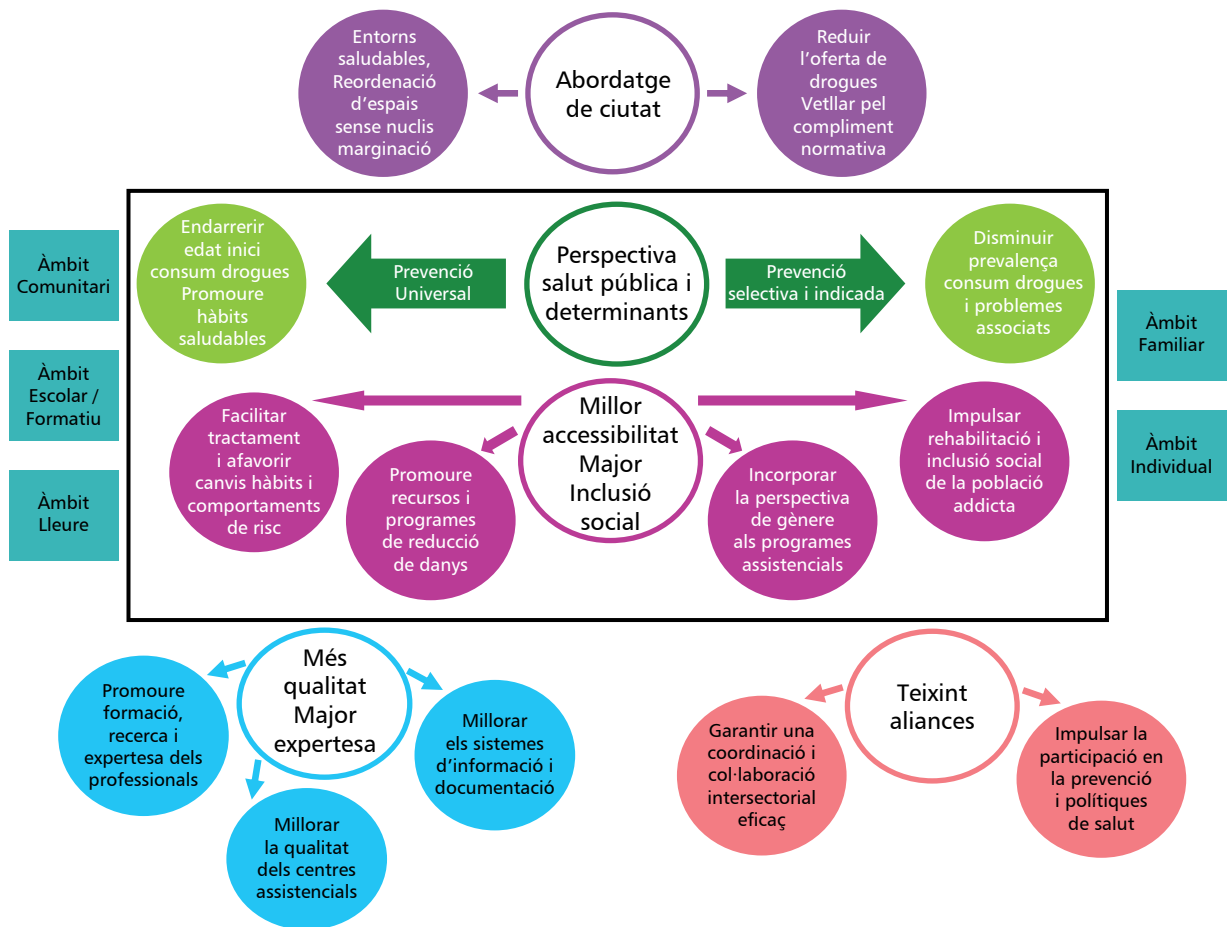 Entorns
saludables,
Reordenació
d'espais
sense nuclis
marginació
Abordatge
de ciutat
Reduir
l'oferta de
drogues
Vetllar pel
compliment
normativa
Àmbit
Comunitari
Àmbit
Escolar /
Formatiu
Àmbit
Lleure
Endarrerir
edat inici
consum drogues
Promoure
hàbits
saludables
Prevenció
Universal
Perspectiva
salut pública i
determinants
Prevenció
selectiva i indicada
Disminuir
prevalença
consum drogues
i problemes
associats
Àmbit
Familiar
Àmbit
Individual
Facilitar
tractament
i afavorir
canvis hàbits i
comportaments
de risc
Promoure
recursos i
programes
de reducció
de danys
Millor
accessibilitat
Major
Inclusió
social
Incorporar
la perspectiva
de gènere
als programes
assistencials
Impulsar
rehabilitació i
inclusió social
de la població
addicta
Promoure
formació,
recerca i
expertesa dels
professionals
Més
qualitat
Major
expertesa
Millorar
els sistemes
d'informació i
documentació
Millorar
la qualitat
dels centres
assistencials
Garantir una
coordinació i
col·laboració
intersectorial
eficaç
Teixint
aliances
Impulsar la
participació en
la prevenció
i polítiques
de salut